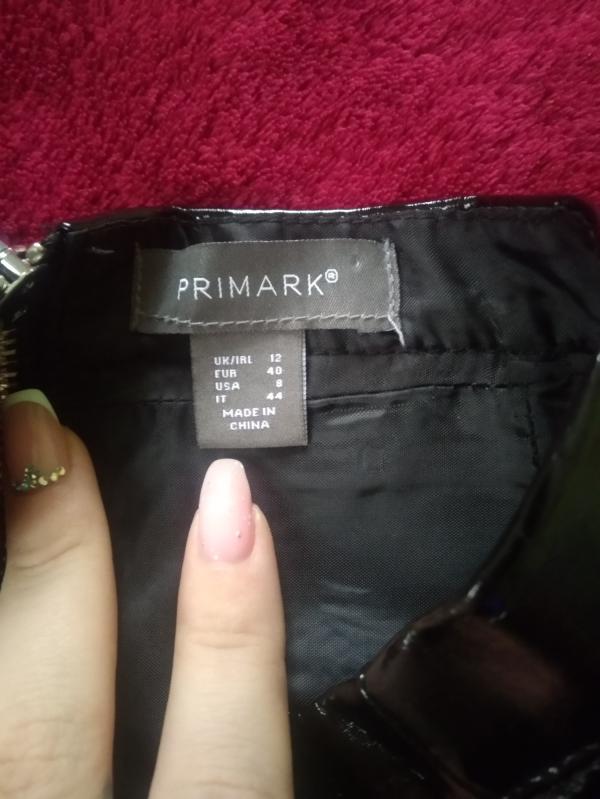 PRIMARK®
UK/IRL 12
EUR 40
USA 8
IT 44
MADE IN
CHINA